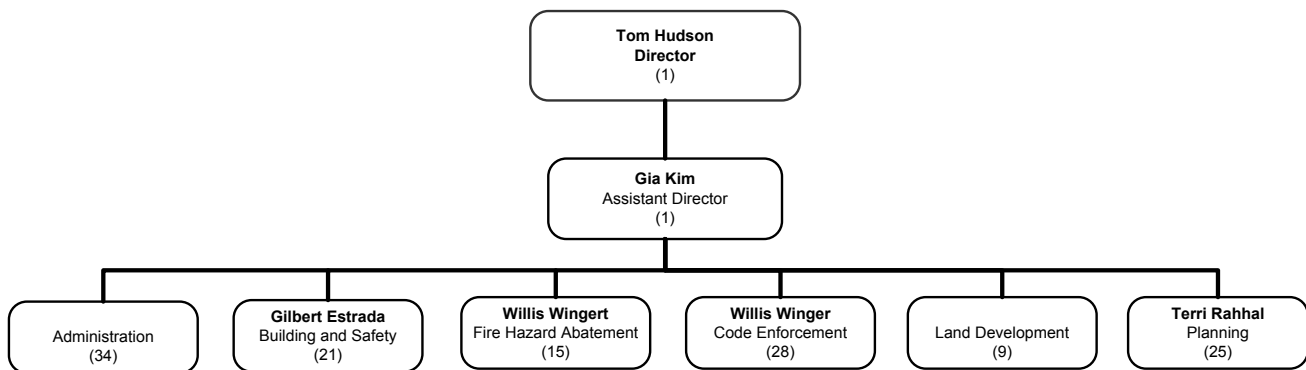 Tom Hudson
Director
(1)
Gia Kim
Assistant Director
(1)
Administration
(34)
Gilbert Estrada
Building and Safety
(21)
Willis Wingert
Fire Hazard Abatement
(15)
Willis Winger
Code Enforcement
(28)
Land Development
(9)
Terri Rahhal
Planning
(25)